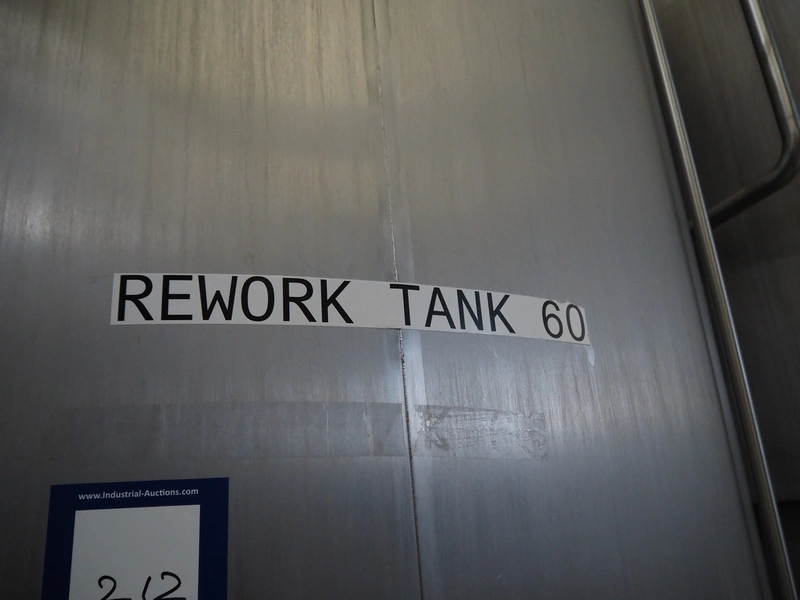 REWORK TANK 60
www.Industrial-Auctions.com
212